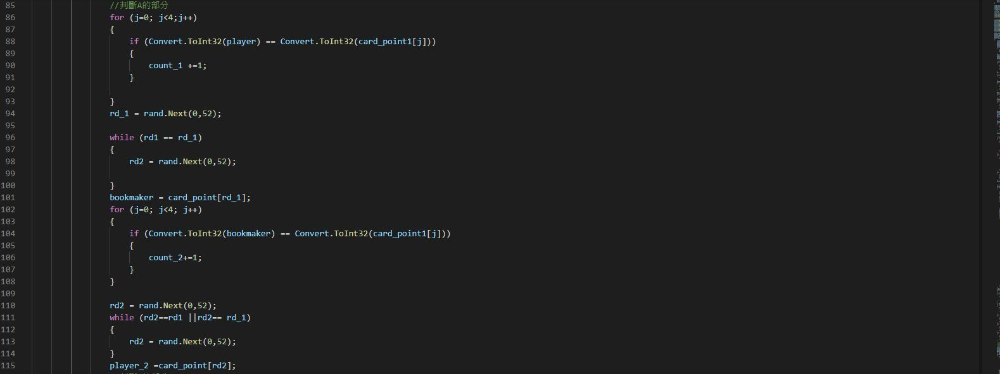 85 //判斷A的部分
86 for (j=0; j<4;j++)
87 {
88 if (Convert.ToInt32(player) == Convert.ToInt32(card_point1[j]))
89 {
90 count_1 +=1;
91 }
92
93 }
94 rd_1 = rand.Next(0,52);
95
96 while (rd1 == rd_1)
97 {
98 rd2 = rand.Next(0,52);
99
100 }
101 bookmaker = card_point[rd_1];
102 for (j=0; j<4; j++)
103 {
104 if (Convert.ToInt32(bookmaker) == Convert.ToInt32(card_point1[j]))
105 {
106 count_2+=1;
107 }
108 }
109
110 rd2 = rand.Next(0,52);
111 while (rd2==rd1 ||rd2== rd_1)
112 {
113 rd2 = rand.Next(0,52);
114 }
115 player_2 =card_point[rd2];